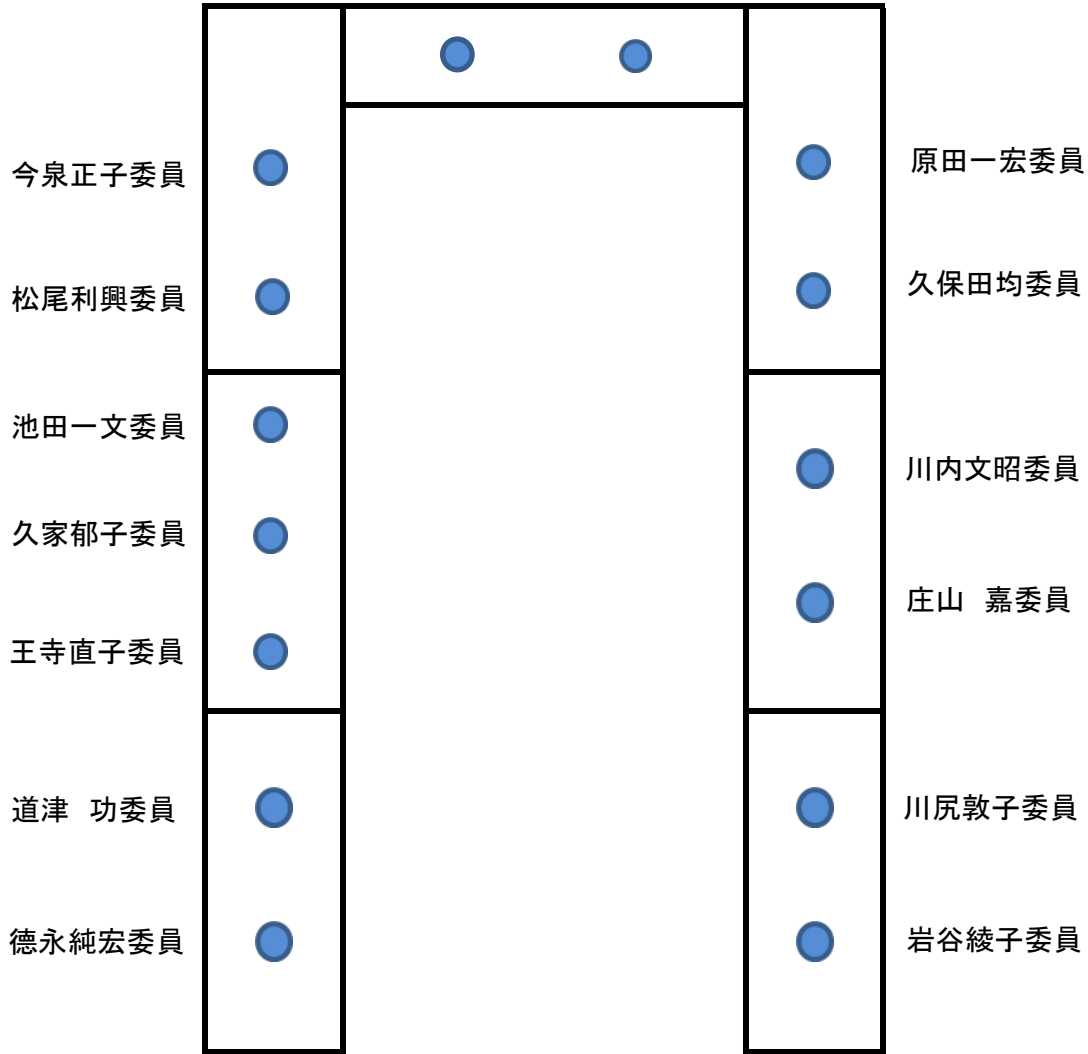 今泉正子委員
松尾利興委員
池田一文委員
久家郁子委員
王寺直子委員
道津　功委員
德永純宏委員
原田一宏委員
久保田均委員
川内文昭委員
庄山　嘉委員
川尻敦子委員
岩谷綾子委員